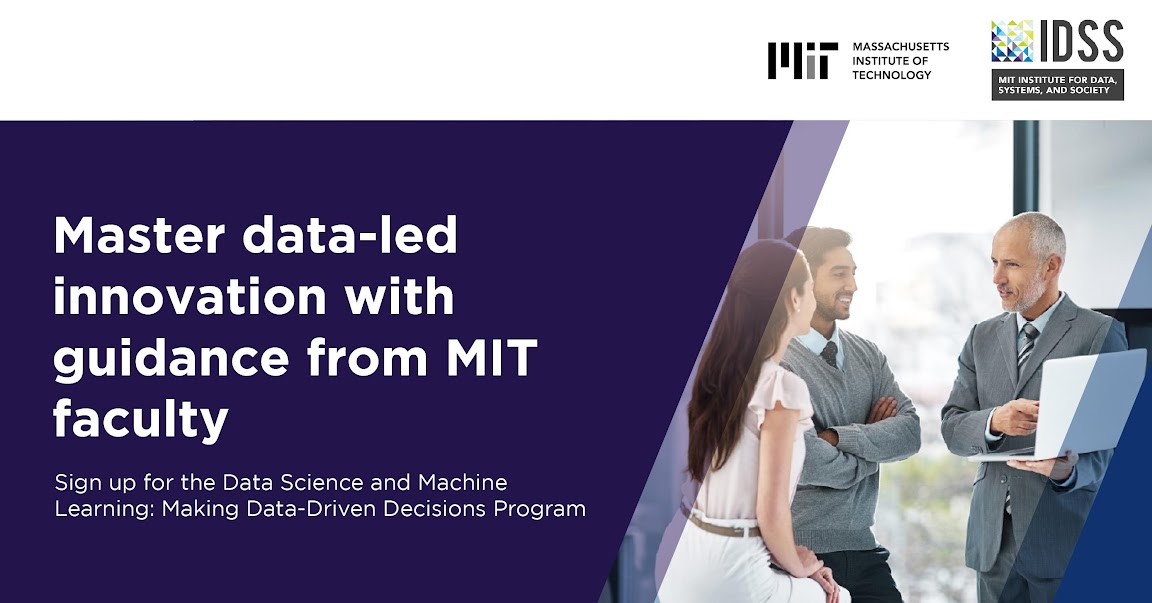 MIT
MASSACHUSETTS
INSTITUTE OF
TECHNOLOGY
IDSS
MIT INSTITUTE FOR DATA,
SYSTEMS, AND SOCIETY
Master data-led
innovation with
guidance from MIT
faculty
Sign up for the Data Science and Machine
Learning: Making Data-Driven Decisions Program